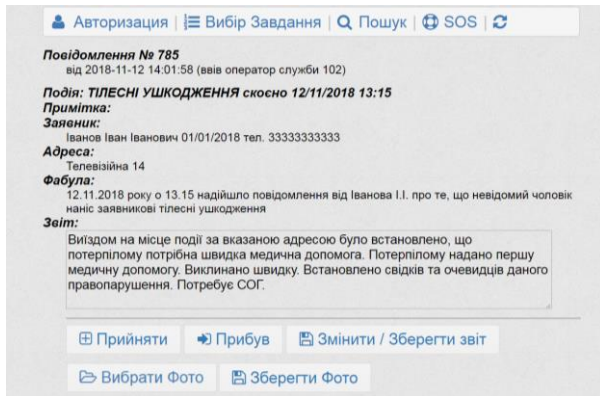 Авторизация | Вибір Завдання | Пошук | SOS |
Повідомлення № 785
від 2018-11-12 14:01:58 (ввів оператор служби 102)
Подія: ТІЛЕСНІ УШКОДЖЕННЯ скоєно 12/11/2018 13:15
Примітка:
Заявник:
Іванов Іван Іванович 01/01/2018 тел. 33333333333
Адреса:
Телевізійна 14
Фабула:
12.11.2018 року о 13.15 надійшло повідомлення від Іванова І.І. про те, що невідомий чоловік
наніс заявникові тілесні ушкодження
Звіт:
Виїздом на місце події за вказаною адресою було встановлено, що
потерпілому потрібна швидка медична допомога. Потерпілому надано першу
медичну допомогу. Виклинано швидку. Встановлено свідків та очевидців даного
правопарушення. Потребує СОГ.
Прийняти Прибув Змінити / Зберегти звіт
Вибрати Фото Зберегти Фото